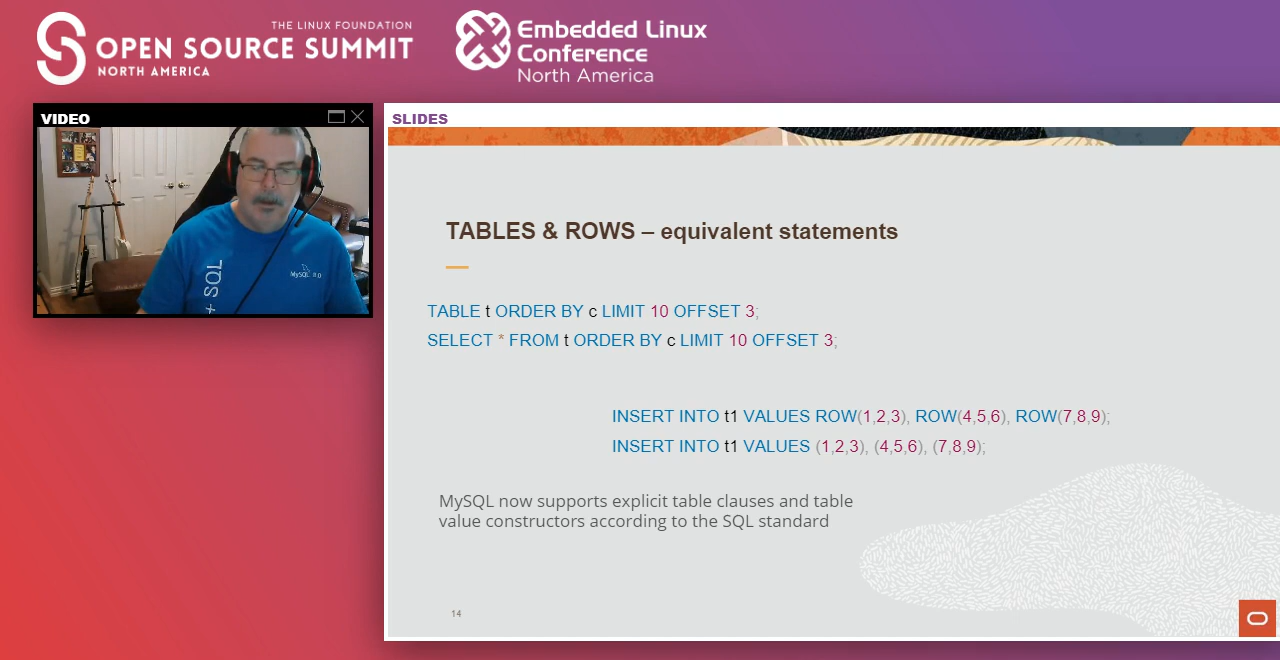 THE LINUX FOUNDATION
OPEN SOURCE SUMMIT
NORTH AMERICA
Embedded Linux
Conference
North America
VIDEO
+ SQL
MySQL 8.0
SLIDES
TABLES & ROWS – equivalent statements
TABLE t ORDER BY c LIMIT 10 OFFSET 3;
SELECT * FROM t ORDER BY c LIMIT 10 OFFSET 3;
INSERT INTO t1 VALUES ROW(1,2,3), ROW(4,5,6), ROW(7,8,9);
INSERT INTO t1 VALUES (1,2,3), (4,5,6), (7,8,9);
MySQL now supports explicit table clauses and table
value constructors according to the SQL standard
14